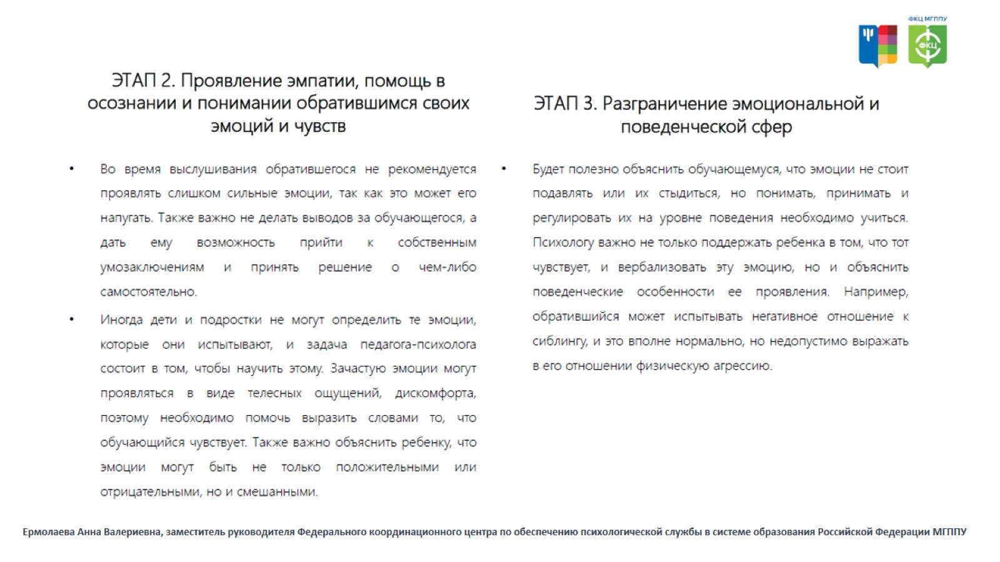 ФКЦ МГППУ
ФКЦ
ЭТАП 2. Проявление эмпатии, помощь в
осознании и понимании обратившимся своих
эмоций и чувств
• Во время выслушивания обратившегося не рекомендуется
проявлять слишком сильные эмоции, так как это может его
напугать. Также важно не делать выводов за обучающегося, а
дать ему возможность прийти к собственным
умозаключениям и принять решение о чем-либо
самостоятельно.
• Иногда дети и подростки не могут определить те эмоции,
которые они испытывают, и задача педагога-психолога
состоит в том, чтобы научить этому. Зачастую эмоции могут
проявляться в виде телесных ощущений, дискомфорта,
поэтому необходимо помочь выразить словами то, что
обучающийся чувствует. Также важно объяснить ребенку, что
эмоции могут быть не только положительными или
отрицательными, но и смешанными.
ЭТАП 3. Разграничение эмоциональной и
поведенческой сфер
• Будет полезно объяснить обучающемуся, что эмоции не стоит
подавлять или их стыдиться, но понимать, принимать и
регулировать их на уровне поведения необходимо учиться.
Психологу важно не только поддержать ребенка в том, что тот
чувствует, и вербализовать эту эмоцию, но и объяснить
поведенческие особенности ее проявления. Например,
обратившийся может испытывать негативное отношение к
сиблингу, и это вполне нормально, но недопустимо выражать
в его отношении физическую агрессию.
Ермолаева Анна Валериевна, заместитель руководителя Федерального координационного центра по обеспечению психологической службы в системе образования Российской Федерации МГППУ